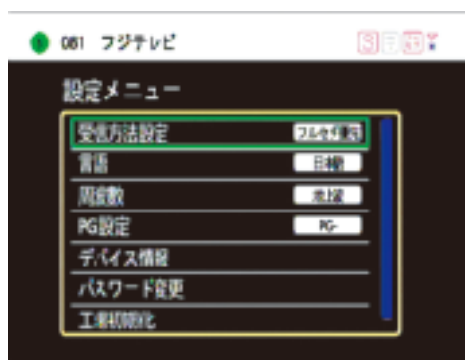 061 フジテレビ
設定メニュー
受信方法設定
言語 日本語
周波数
PG設定 PG-
デバイス情報
パスワード変更
工場初期化